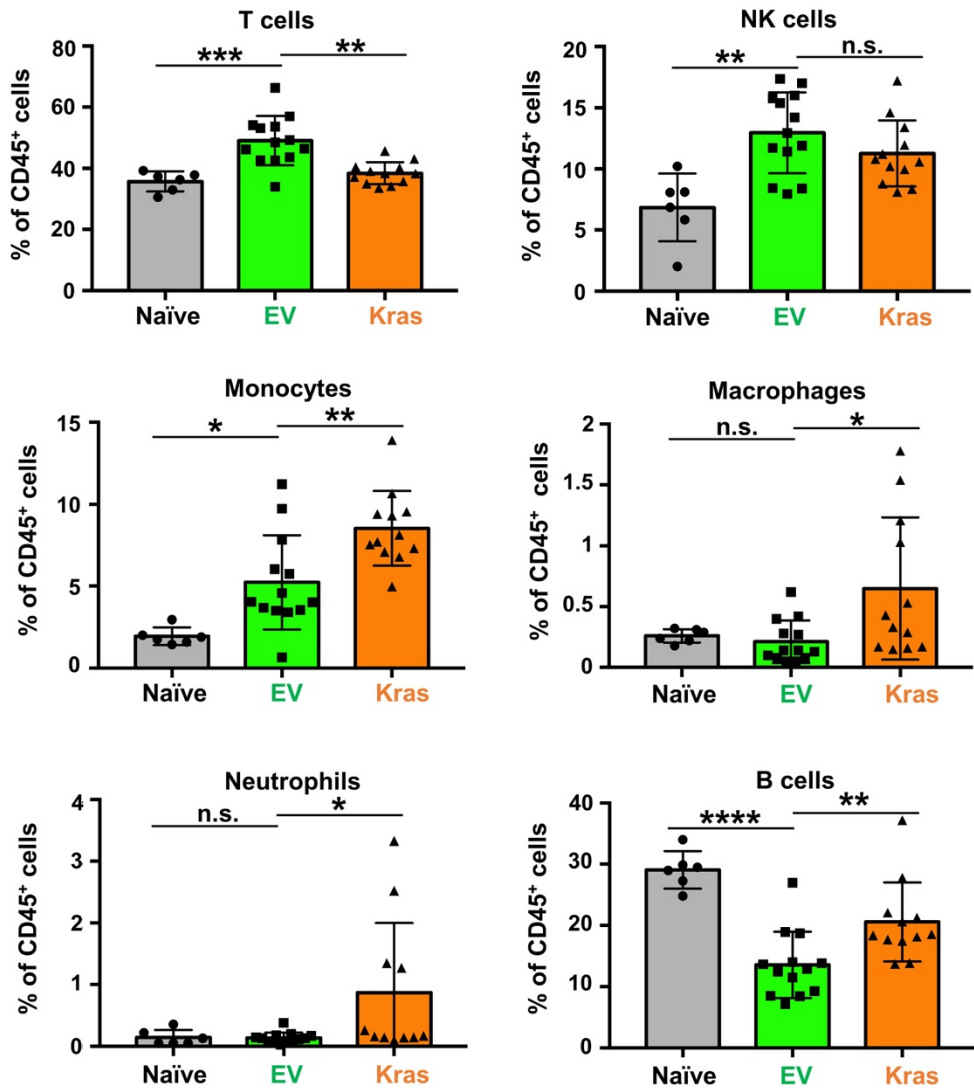 T cells
*** **
% of CD45+ cells
80
60
40
20
0
Naïve EV Kras
NK cells
** n.s.
% of CD45+ cells
20
15
10
5
0
Naïve EV Kras
Monocytes
* **
% of CD45+ cells
15
10
5
0
Naïve EV Kras
Macrophages
n.s. *
% of CD45+ cells
2
1.5
1
0.5
0
Naïve EV Kras
Neutrophils
n.s. *
% of CD45+ cells
4
3
2
1
0
Naïve EV Kras
B cells
**** **
% of CD45+ cells
40
30
20
10
0
Naïve EV Kras